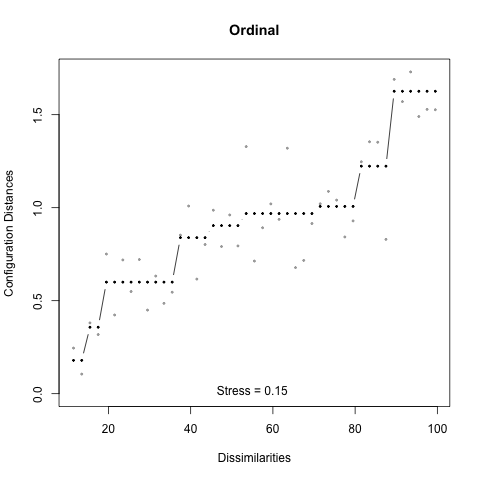 Ordinal
Configuration Distances
1.5
1.0
0.5
0.0
Stress = 0.15
20 40 60 80 100
Dissimilarities